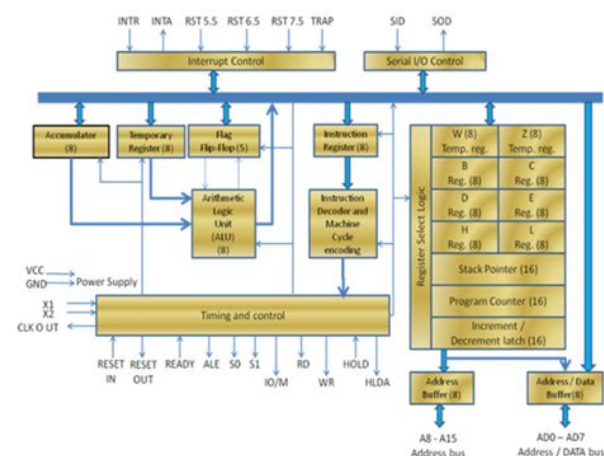 INTR INTA RST 5.5 RST 6.5 RST 7.5 TRAP SID SOD
Interrupt Control
Serial I/O Control
Accumulator
(8)
Temporary
Register (8)
Flag
Flip-Flop (5)
Instruction
Register (8)
Arithmetic
Logic
Unit
(ALU)
(8)
Instruction
Decoder and
Machine
Cycle
encoding
Register Select Logic
W (8)
Temp. reg.
Z (8)
Temp. reg.
B
Reg. (8)
C
Reg. (8)
D
Reg. (8)
E
Reg. (8)
H
Reg. (8)
L
Reg. (8)
Stack Pointer (16)
Program Counter (16)
Increment /
Decrement latch (16)
VCC
GND
Power Supply
X1
X2
CLK O UT
Timing and control
RESET
IN
RESET
OUT
READY
ALE
S0
S1
IO/M
RD
WR
HOLD
HLDA
Address
Buffer (8)
Address / Data
Buffer (8)
A8 - A15
Address bus
AD0 – AD7
Address / DATA bus